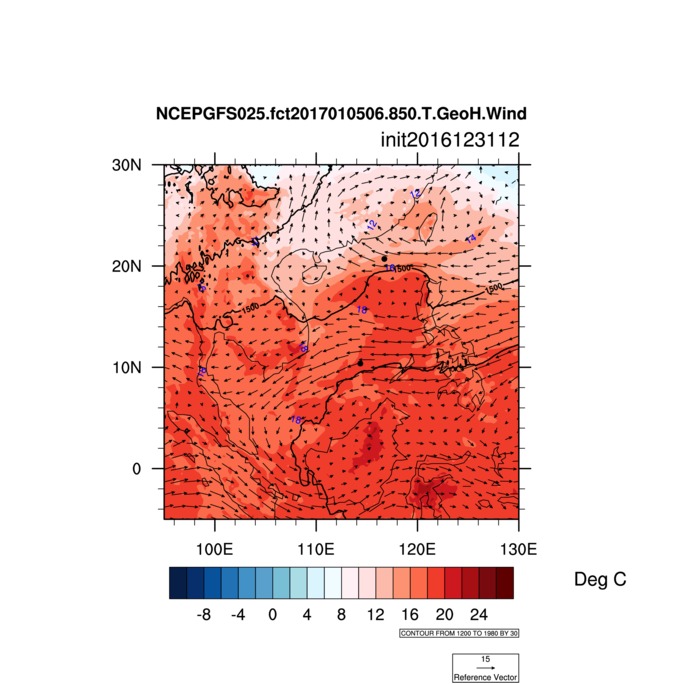 NCEPGFS025.fct2017010506.850.T.GeoH.Wind
init2016123112
30N
12
12
14
20N
16
1500
1500
1500
18
18
10N
18
18
0
100E
110E
120E
130E
-8
-4
0
4
8
12
16
20
24
Deg C
CONTOUR FROM 1200 TO 1980 BY 30
15
Reference Vector